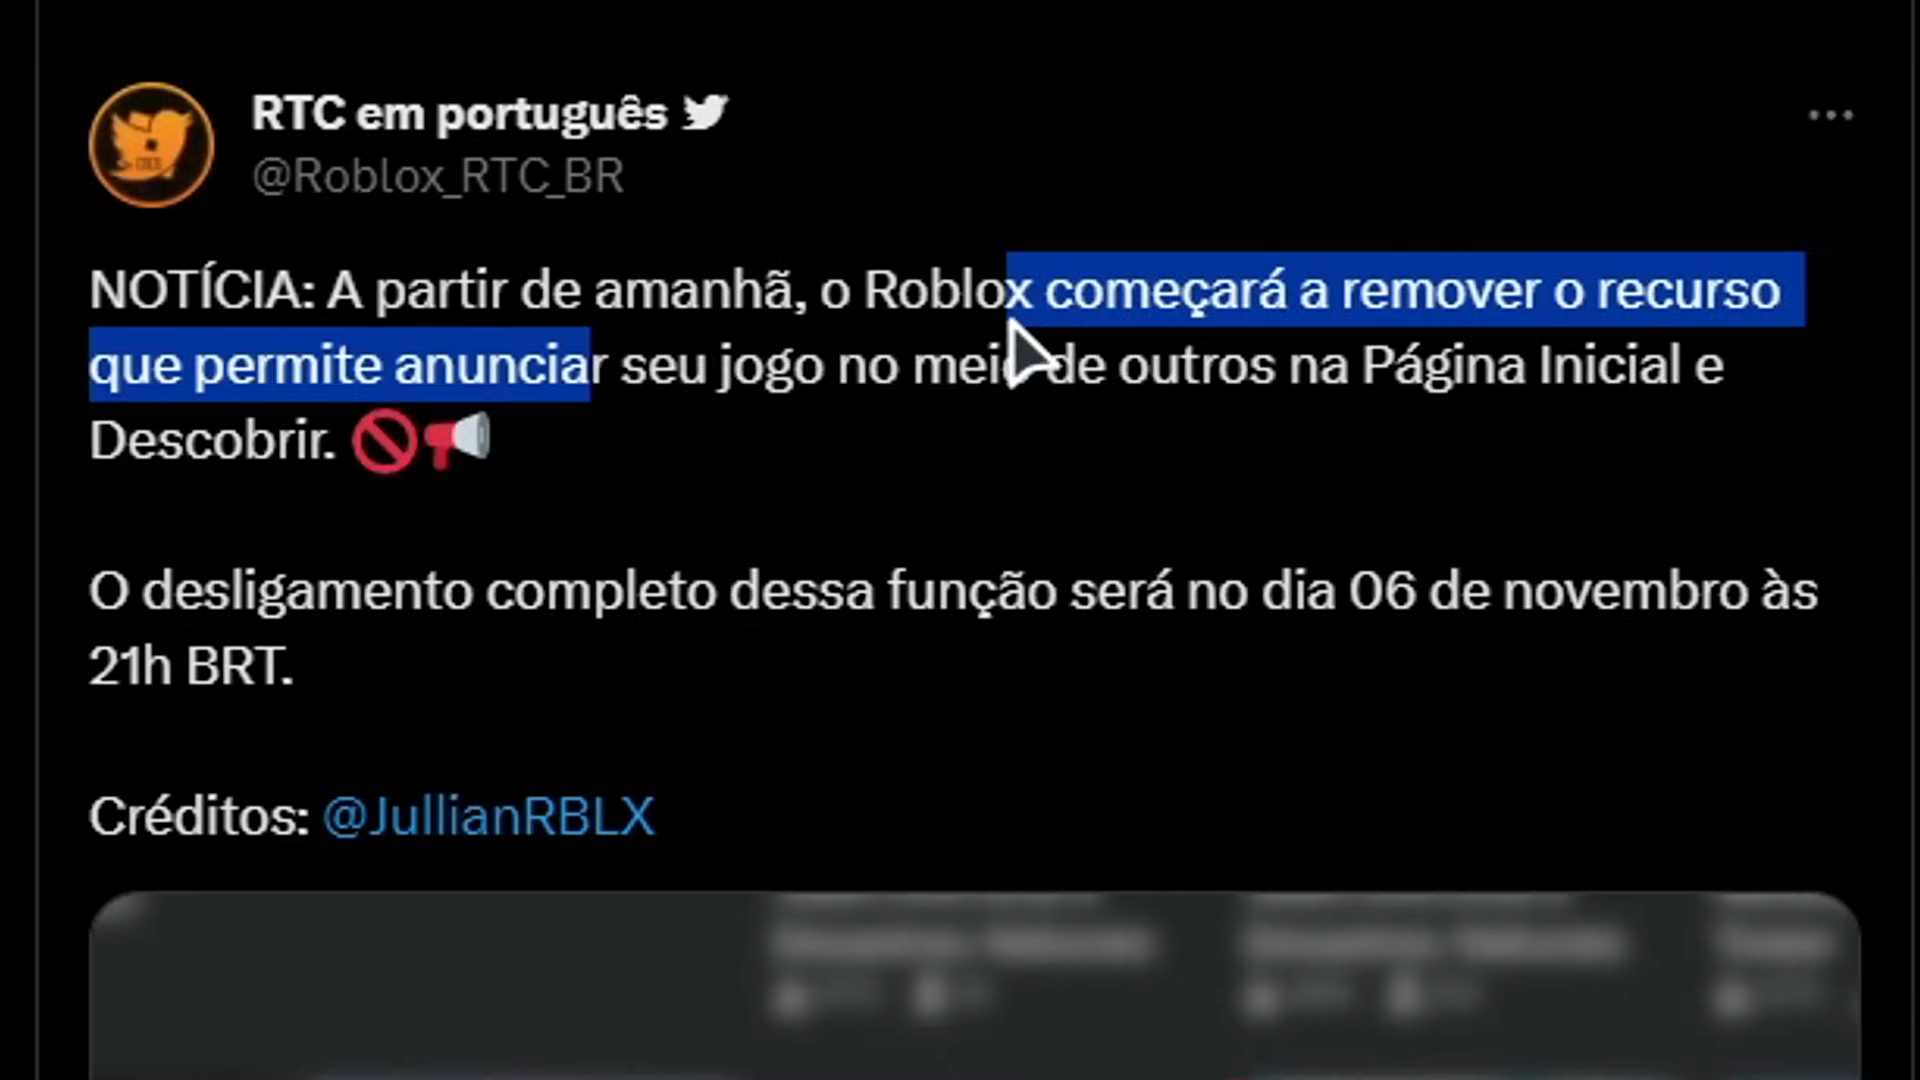 RTC em português
@Roblox_RTC_BR
NOTÍCIA: A partir de amanhã, o Roblox começará a remover o recurso
que permite anunciar seu jogo no meio de outros na Página Inicial e
Descobrir. 🚫📢
O desligamento completo dessa função será no dia 06 de novembro às
21h BRT.
Créditos: @JullianRBLX